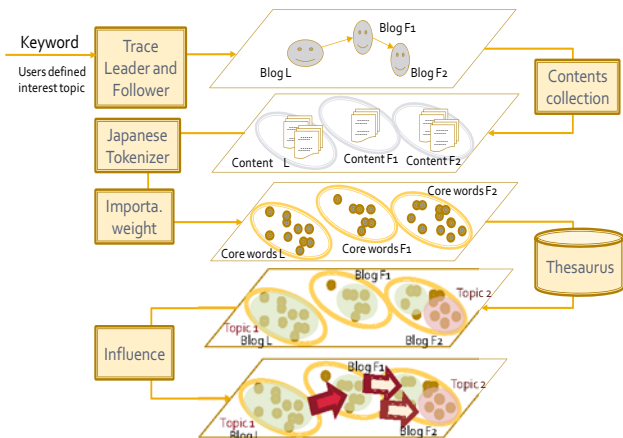 Keyword
Users defined
interest topic
Trace
Leader and
Follower
Blog L
Blog F1
Blog F2
Contents
collection
Japanese
Tokenizer
Content L
Content F1
Content F2
Importa.
weight
Core words L
Core words F1
Core words F2
Thesaurus
Topic 1
Blog L
Blog F1
Topic 2
Blog F2
Influence
Topic 1
Blog L
Blog F1
Topic 2
Blog F2